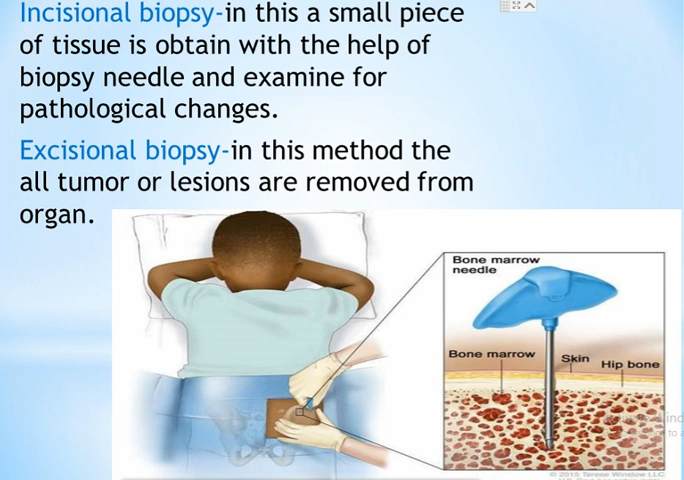 Incisional biopsy-in this a small piece
of tissue is obtain with the help of
biopsy needle and examine for
pathological changes.
Excisional biopsy-in this method the
all tumor or lesions are removed from
organ.
Bone marrow
needle
Bone marrow
Skin
Hip bone
© 2015 Terese Winslow LLC